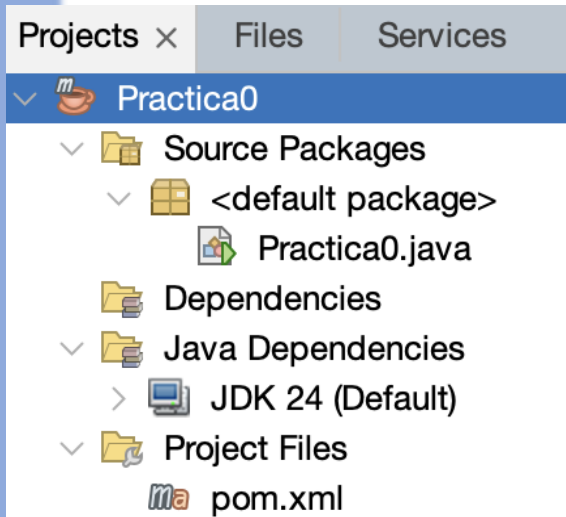 Projects × Files Services
Practica0
Source Packages
<default package>
Practica0.java
Dependencies
Java Dependencies
JDK 24 (Default)
Project Files
pom.xml